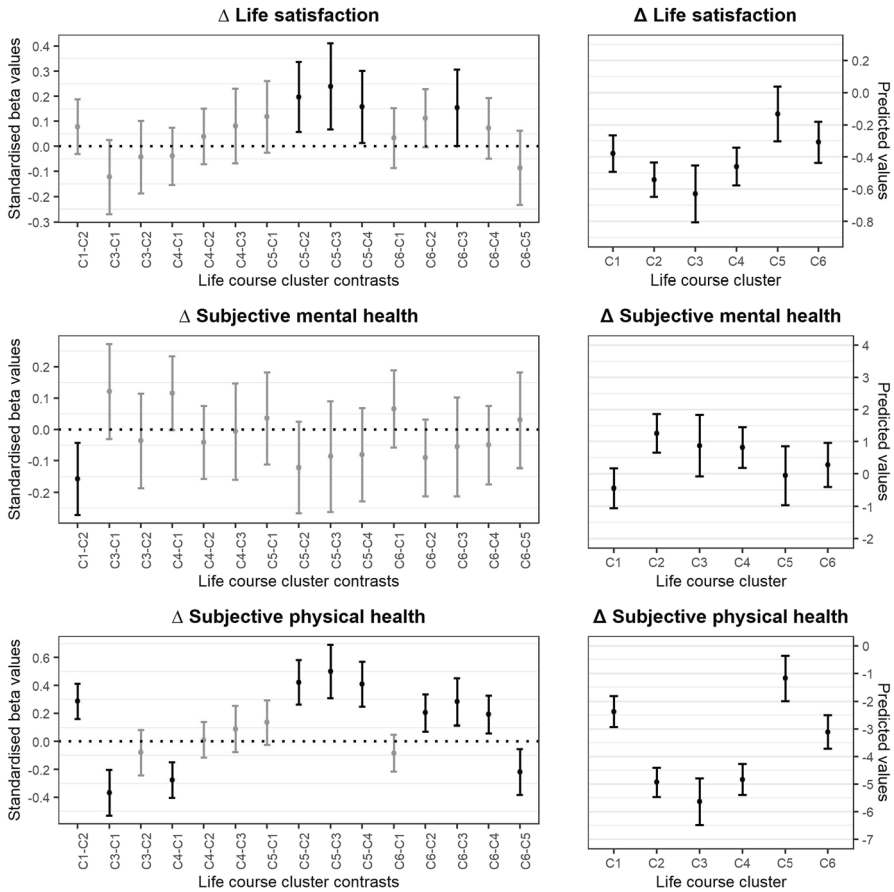 Δ Life satisfaction
Standardised beta values
0.4
0.3
0.2
0.1
0.0
-0.1
-0.2
-0.3
C1-C2 C3-C1 C3-C2 C4-C1 C4-C2 C4-C3 C5-C1 C5-C2 C5-C3 C5-C4 C6-C1 C6-C2 C6-C3 C6-C4 C6-C5
Life course cluster contrasts
Δ Life satisfaction
0.2
0.0
-0.2
-0.4
-0.6
-0.8
Predicted values
C1 C2 C3 C4 C5 C6
Life course cluster
Δ Subjective mental health
Standardised beta values
0.2
0.1
0.0
-0.1
-0.2
C1-C2 C3-C1 C3-C2 C4-C1 C4-C2 C4-C3 C5-C1 C5-C2 C5-C3 C5-C4 C6-C1 C6-C2 C6-C3 C6-C4 C6-C5
Life course cluster contrasts
Δ Subjective mental health
4
3
2
1
0
-1
-2
Predicted values
C1 C2 C3 C4 C5 C6
Life course cluster
Δ Subjective physical health
Standardised beta values
0.6
0.4
0.2
0.0
-0.2
-0.4
C1-C2 C3-C1 C3-C2 C4-C1 C4-C2 C4-C3 C5-C1 C5-C2 C5-C3 C5-C4 C6-C1 C6-C2 C6-C3 C6-C4 C6-C5
Life course cluster contrasts
Δ Subjective physical health
0
-1
-2
-3
-4
-5
-6
-7
Predicted values
C1 C2 C3 C4 C5 C6
Life course cluster